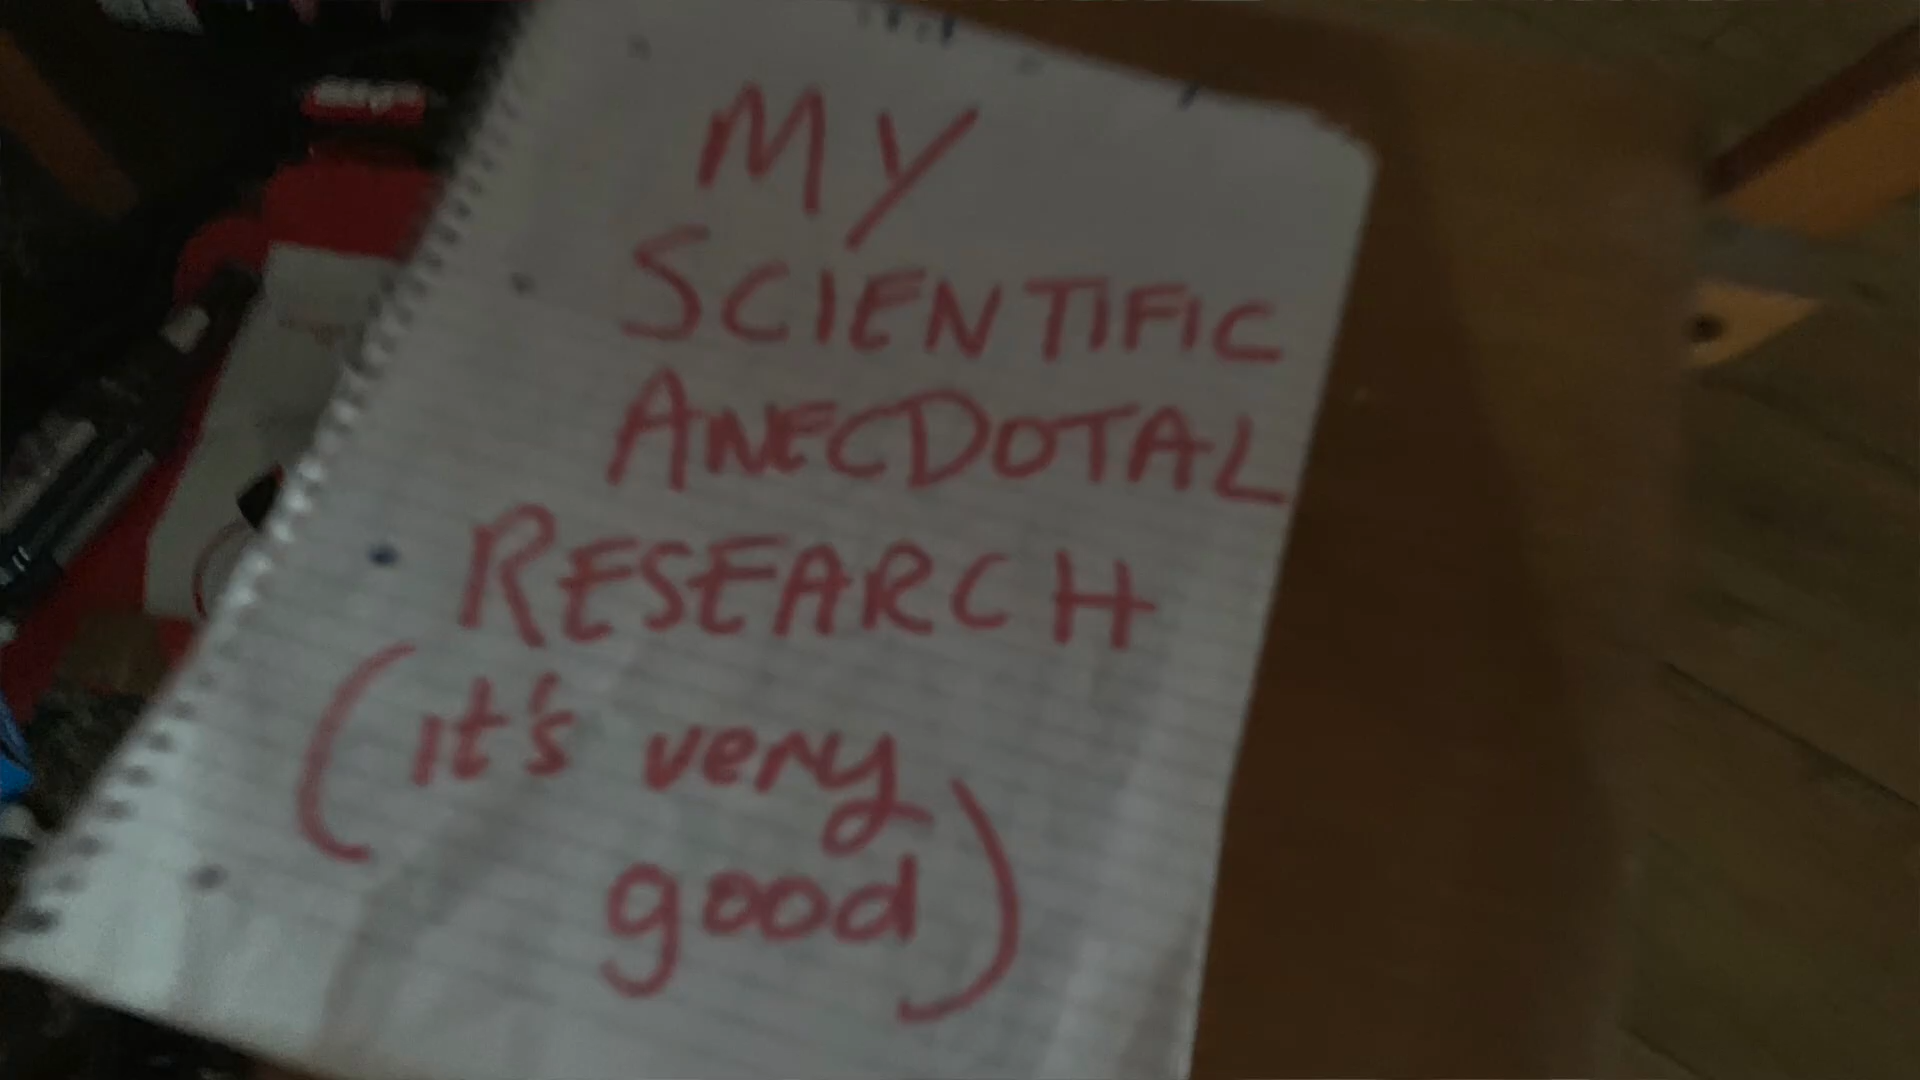 MY
SCIENTIFIC
ANECDOTAL
RESEARCH
(it's very
good)